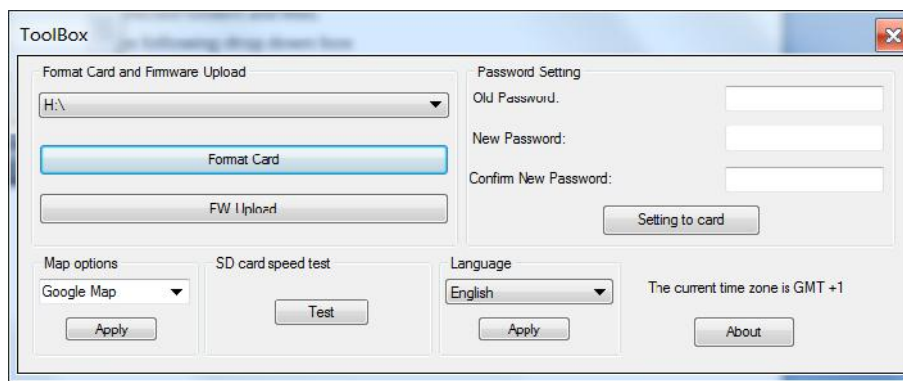 ToolBox
Format Card and Firmware Upload
H:\
Format Card
FW Upload
Password Setting
Old Password:
New Password:
Confirm New Password:
Setting to card
Map options
Google Map
Apply
SD card speed test
Test
Language
English
Apply
The current time zone is GMT +1
About